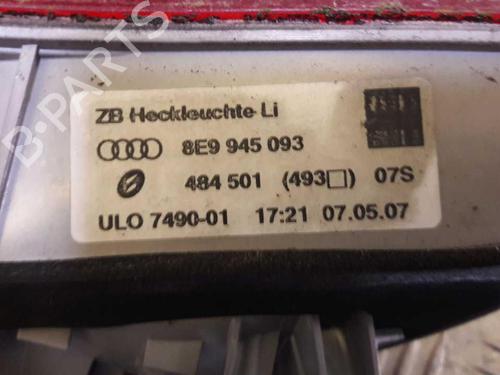 ZB Heckleuchte Li
8E9 945 093
484 501 (493□) 07S
ULO 7490-01 17:21 07.05.07
B-PARTS